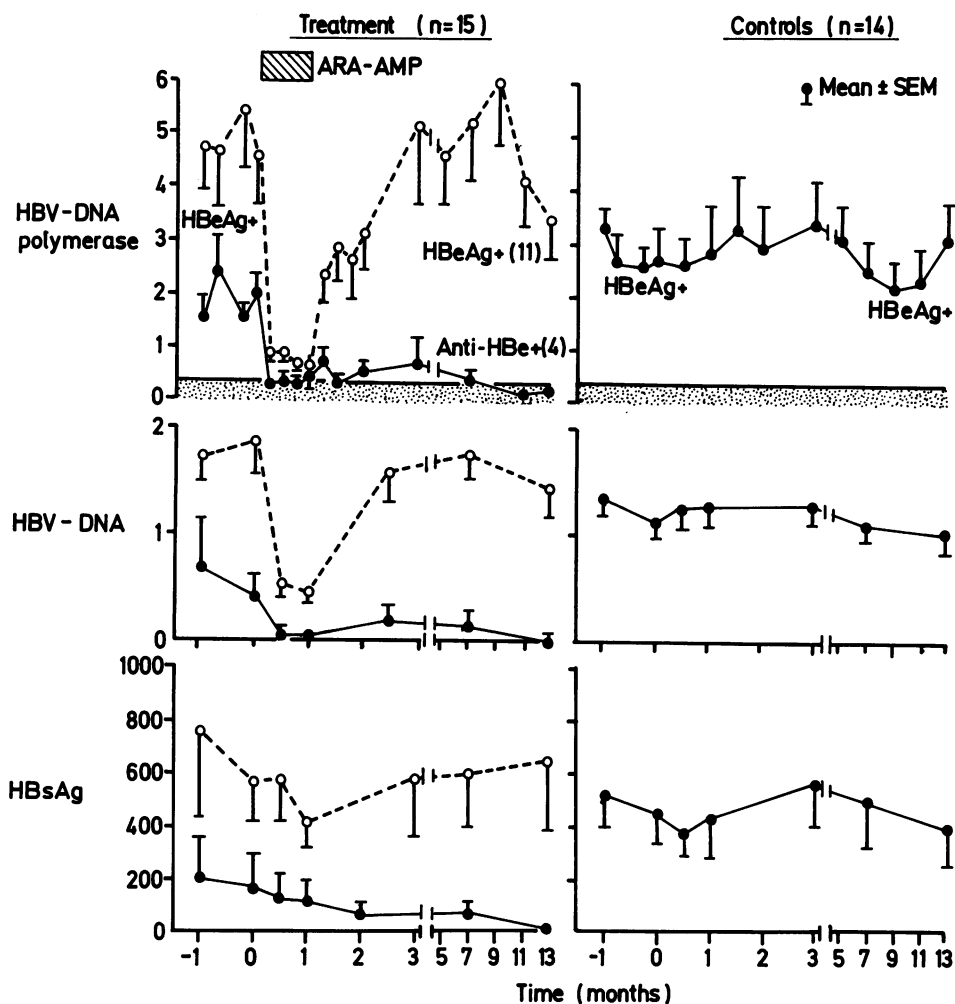 Treatment (n=15)
Controls (n=14)
ARA-AMP
Mean ± SEM
HBV-DNA
polymerase
6
5
4
3
2
1
0
HBeAg+
HBeAg+(11)
Anti-HBe+(4)
HBeAg+
HBeAg+
HBV-DNA
2
1
0
HBsAg
1000
800
600
400
200
0
-1 0 1 2 3 5 7 9 11 13
-1 0 1 2 3 5 7 9 11 13
Time (months)